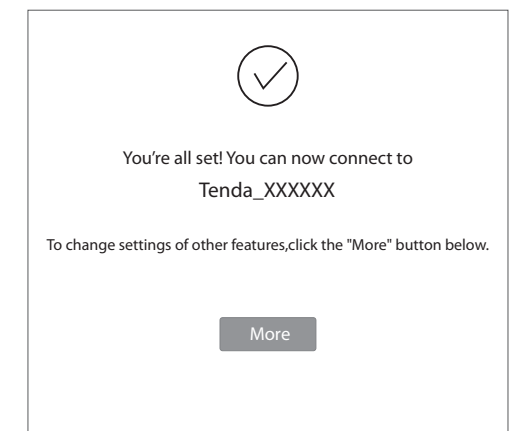 You’re all set! You can now connect to
Tenda_XXXXXX
To change settings of other features,click the "More" button below.
More